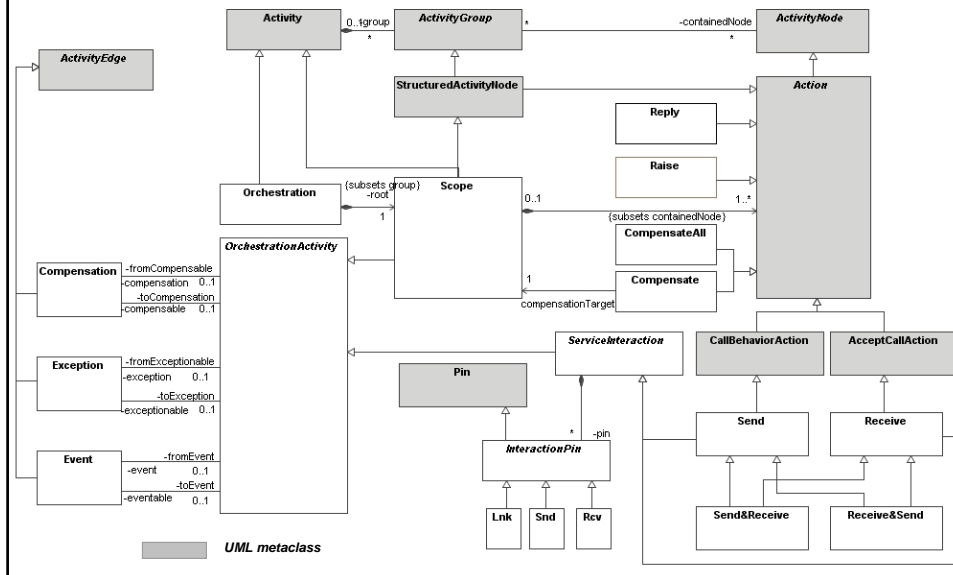 Activity
0..1
-group
*
ActivityGroup
*
-containedNode
*
ActivityNode
ActivityEdge
StructuredActivityNode
Action
Reply
Raise
Orchestration
{subsets group}
-root
1
Scope
0..1
1..*
{subsets containedNode}
CompensateAll
Compensate
1
compensationTarget
OrchestrationActivity
Compensation
-fromCompensable
-compensation 0..1
-toCompensation
-compensable 0..1
Exception
-fromExceptionable
-exception 0..1
-toException
-exceptionable 0..1
Event
-fromEvent
-event 0..1
-toEvent
-eventable 0..1
ServiceInteraction
CallBehaviorAction
AcceptCallAction
Pin
Send
Receive
* -pin
InteractionPin
Lnk
Snd
Rcv
Send&Receive
Receive&Send
UML metaclass